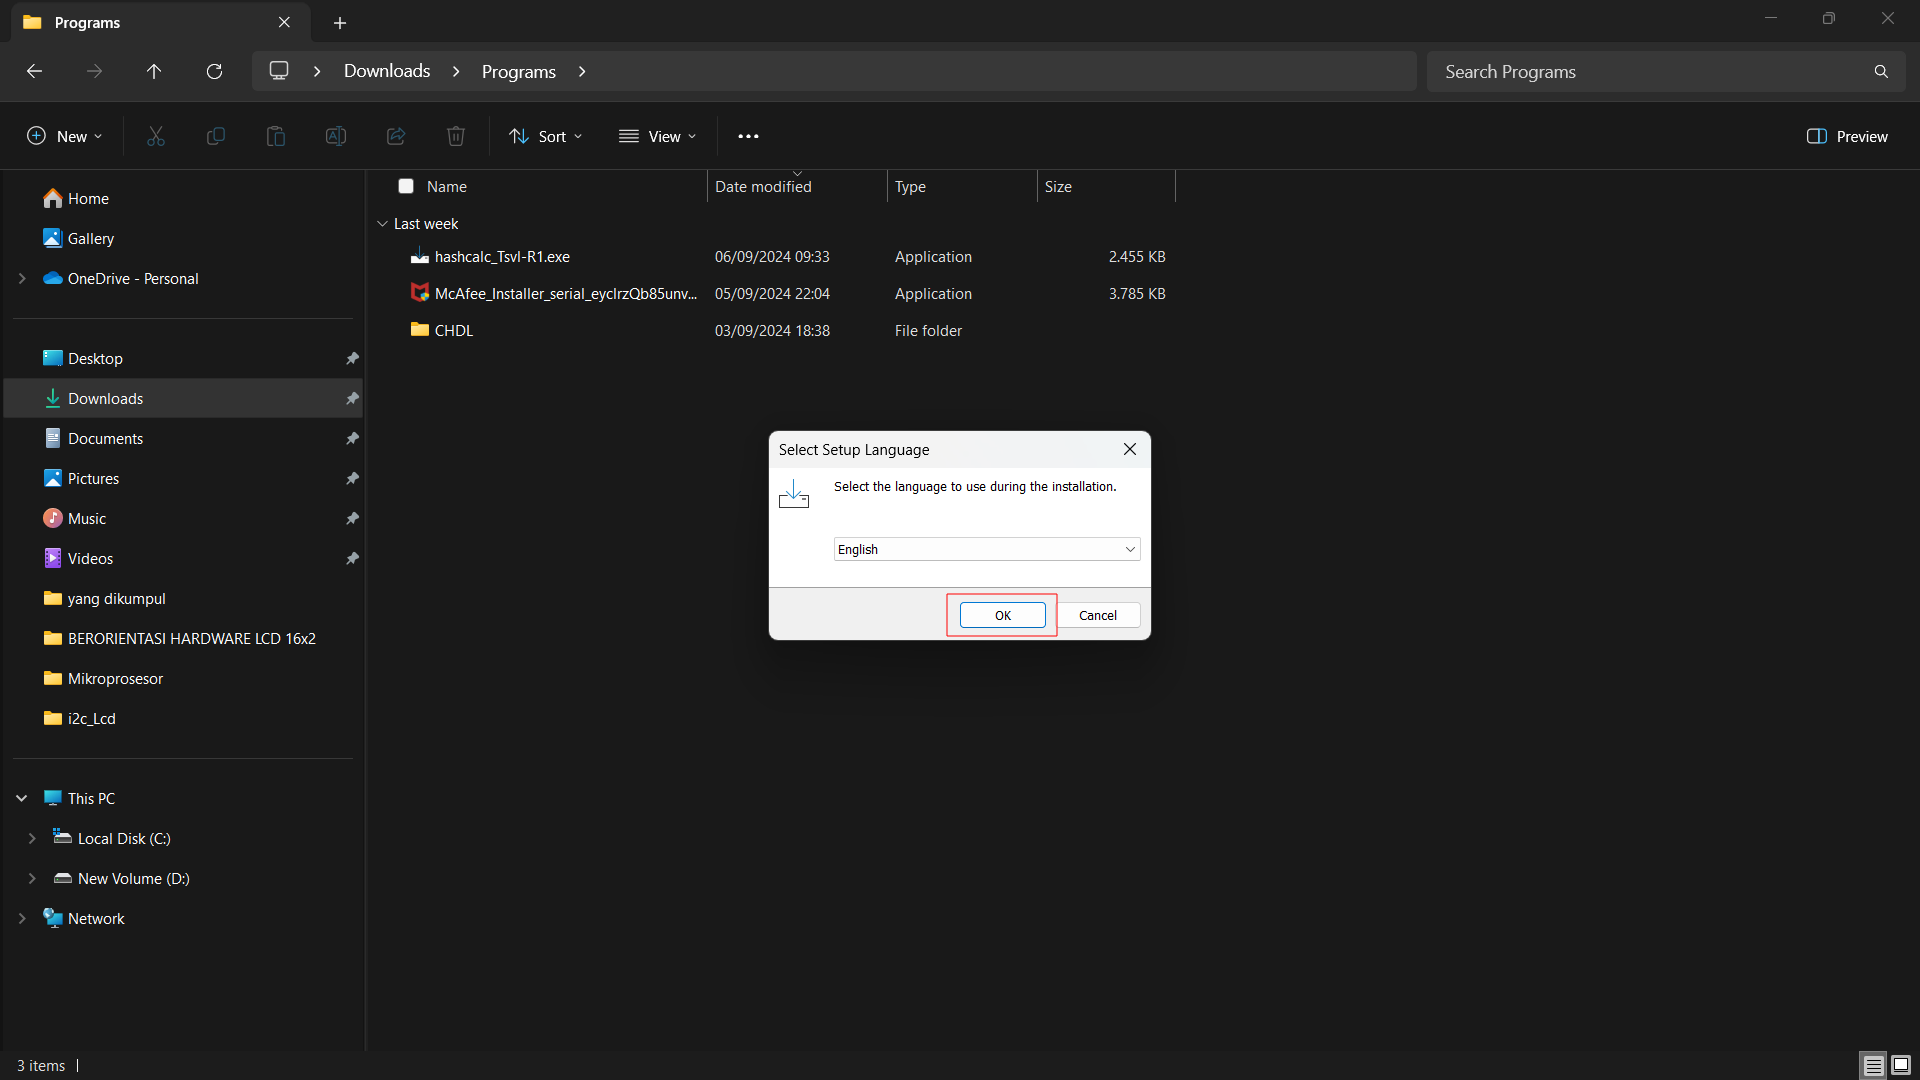 Programs
Downloads
Programs
Search Programs
New
Sort
View
Preview
Home
Gallery
OneDrive - Personal
Desktop
Downloads
Documents
Pictures
Music
Videos
yang dikumpul
BERORIENTASI HARDWARE LCD 16x2
Mikroprosesor
i2c_Lcd
This PC
Local Disk (C:)
New Volume (D:)
Network
Name Date modified Type Size
Last week
hashcalc_Tsvl-R1.exe 06/09/2024 09:33 Application 2.455 KB
McAfee_Installer_serial_eyclrzQb85unv... 05/09/2024 22:04 Application 3.785 KB
CHDL 03/09/2024 18:38 File folder
Select Setup Language
Select the language to use during the installation.
English
OK Cancel
3 items